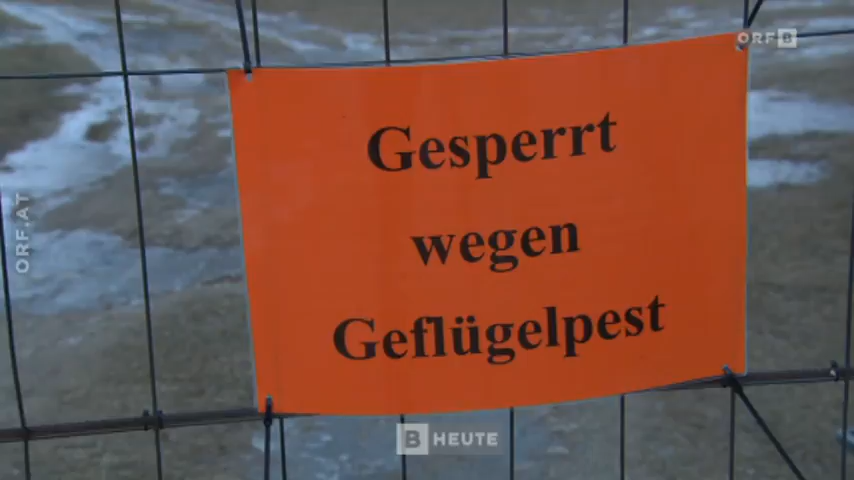 ORF B
Gesperrt
wegen
Geflügelpest
ORF.AT
B HEUTE